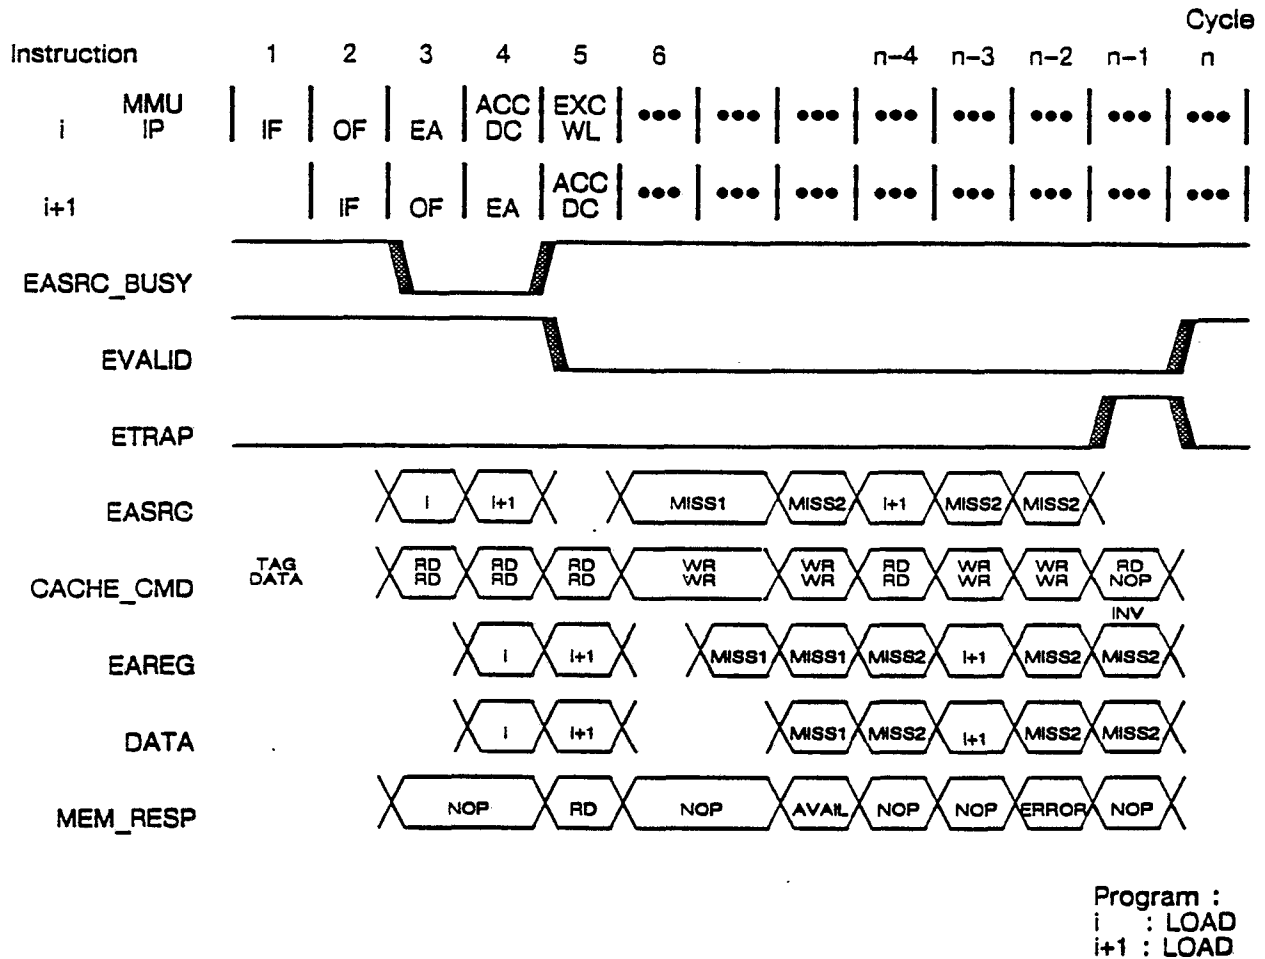 Cycle
Instruction 1 2 3 4 5 6 n-4 n-3 n-2 n-1 n
MMU ACC EXC ••• ••• ••• ••• ••• ••• ••• •••
i IP IF OF EA DC WL
ACC ••• ••• ••• ••• ••• ••• ••• •••
i+1 IF OF EA DC
EASRC_BUSY
EVALID
ETRAP
EASRC i i+1 MISS1 MISS2 i+1 MISS2 MISS2
TAG RD RD RD WR WR RD WR WR RD
CACHE_CMD DATA RD RD RD WR WR RD WR WR NOP
INV
EAREG i i+1 MISS1 MISS1 MISS2 i+1 MISS2 MISS2
DATA i i+1 MISS1 MISS2 i+1 MISS2 MISS2
MEM_RESP NOP RD NOP AVAIL NOP NOP ERROR NOP
Program :
i : LOAD
i+1 : LOAD